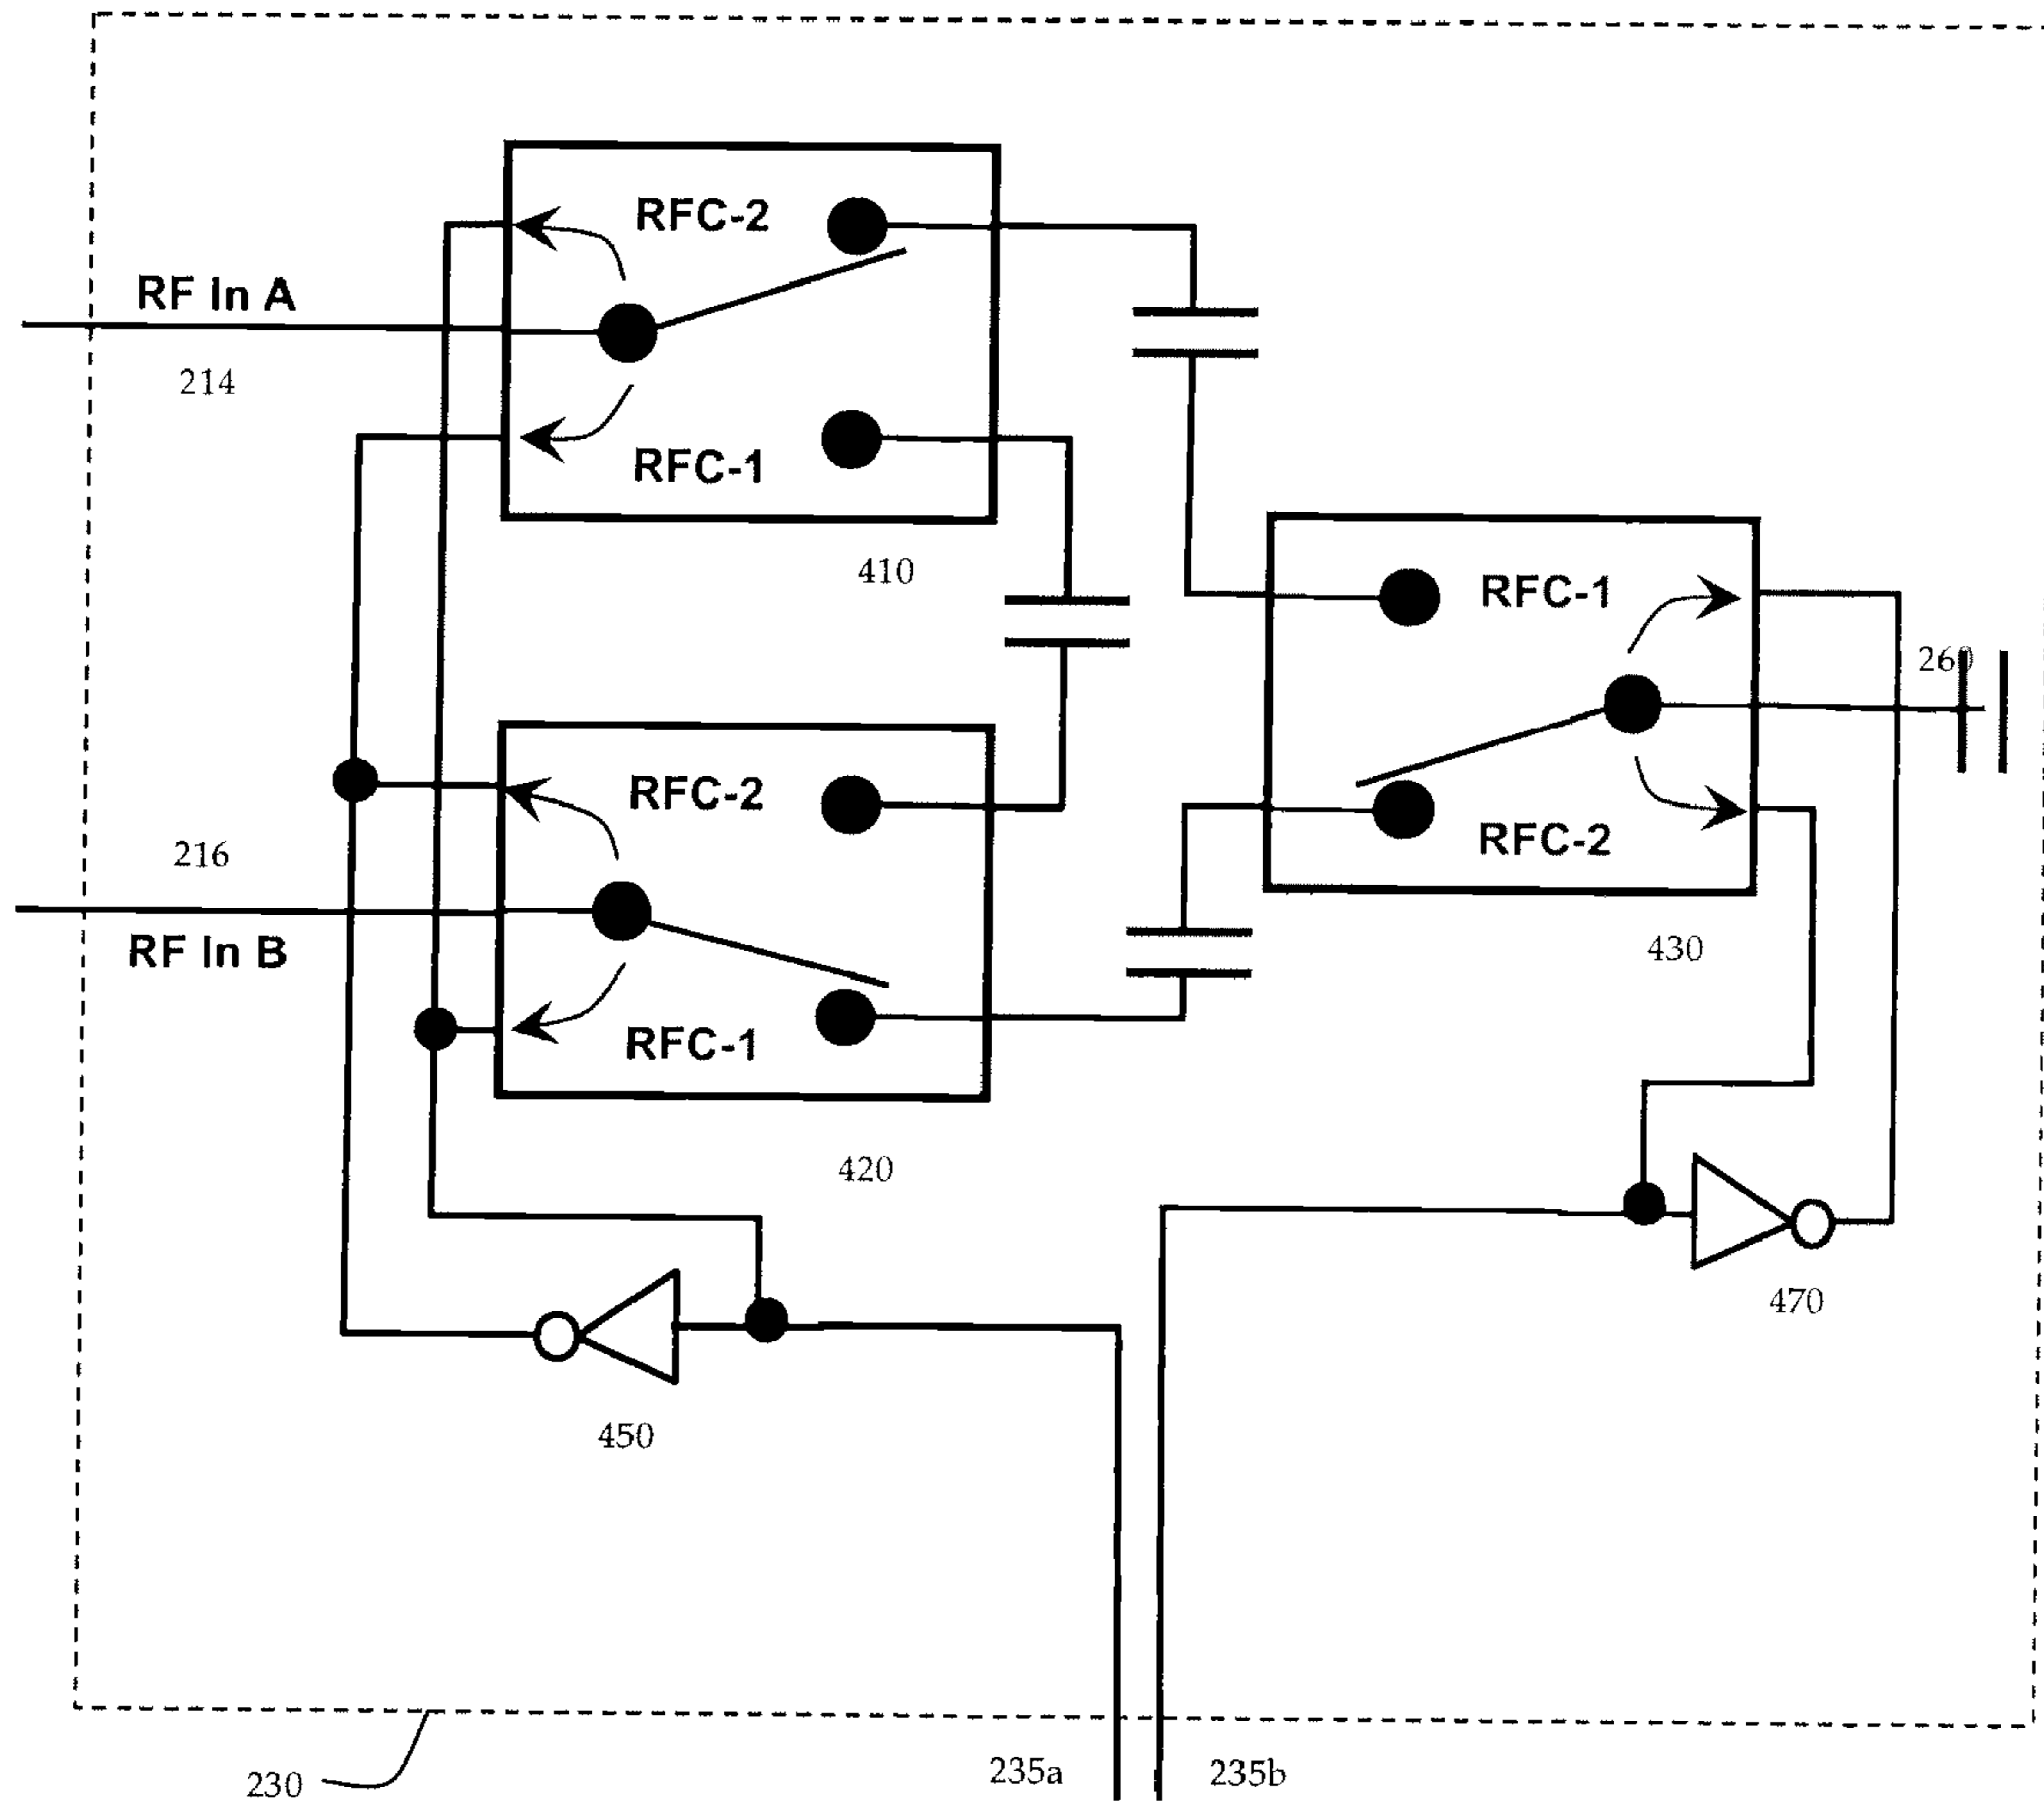 RFC-2
RF In A
214
RFC-1
410
RFC-1
260
RFC-2
216
RFC-2
430
RF In B
RFC-1
420
470
450
230
235a
235b